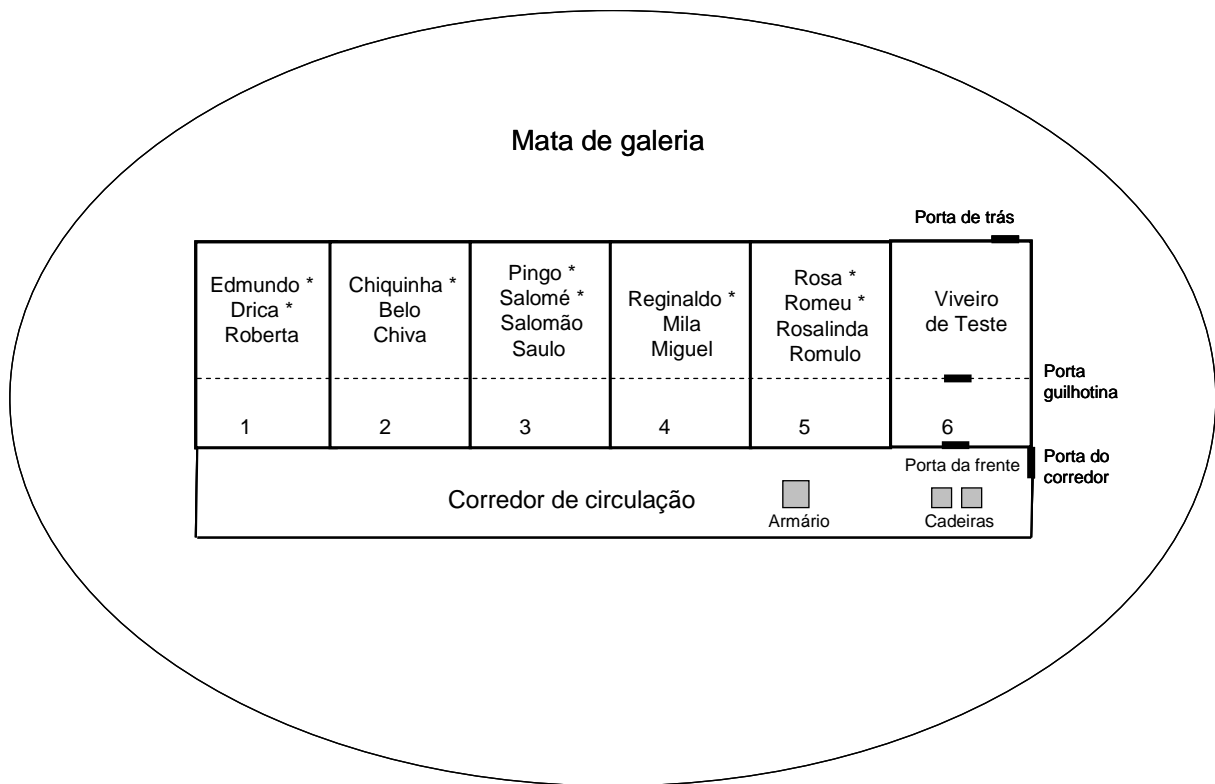 Mata de galeria
Porta de trás
Edmundo *
Drica *
Roberta
Chiquinha *
Belo
Chiva
Pingo *
Salomé *
Salomão
Saulo
Reginaldo *
Mila
Miguel
Rosa *
Romeu *
Rosalinda
Romulo
Viveiro
de Teste
Porta
guilhotina
1
2
3
4
5
6
Porta da frente
Porta do
corredor
Corredor de circulação
Armário
Cadeiras